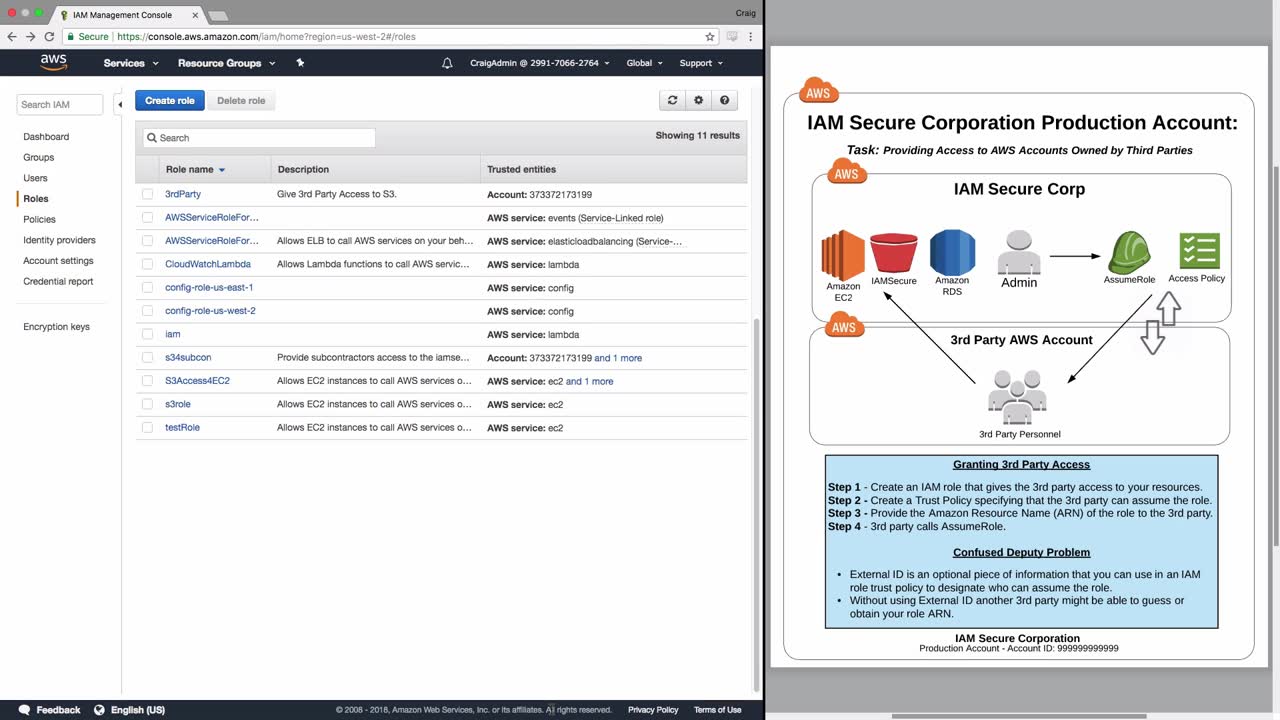 IAM Management Console
Craig
Secure https://console.aws.amazon.com/iam/home?region=us-west-2#/roles
aws Services Resource Groups CraigAdmin @ 2991-7066-2764 Global Support
Search IAM
Dashboard
Groups
Users
Roles
Policies
Identity providers
Account settings
Credential report
Encryption keys
Create role Delete role
Search
Showing 11 results
Role name Description Trusted entities
3rdParty Give 3rd Party Access to S3. Account: 373372173199
AWSServiceRoleFor... AWS service: events (Service-Linked role)
AWSServiceRoleFor... Allows ELB to call AWS services on your beh... AWS service: elasticloadbalancing (Service-...
CloudWatchLambda Allows Lambda functions to call AWS servic... AWS service: lambda
config-role-us-east-1 AWS service: config
config-role-us-west-2 AWS service: config
iam AWS service: lambda
s34subcon Provide subcontractors access to the iamse... Account: 373372173199 and 1 more
S3Access4EC2 Allows EC2 instances to call AWS services o... AWS service: ec2 and 1 more
s3role Allows EC2 instances to call AWS services o... AWS service: ec2
testRole Allows EC2 instances to call AWS services o... AWS service: ec2
Feedback English (US) © 2008 - 2018, Amazon Web Services, Inc. or its affiliates. All rights reserved. Privacy Policy Terms of Use
AWS
IAM Secure Corporation Production Account:
Task: Providing Access to AWS Accounts Owned by Third Parties
AWS
IAM Secure Corp
Amazon EC2
IAMSecure
Amazon RDS
Admin
AssumeRole
Access Policy
AWS
3rd Party AWS Account
3rd Party Personnel
Granting 3rd Party Access
Step 1 - Create an IAM role that gives the 3rd party access to your resources.
Step 2 - Create a Trust Policy specifying that the 3rd party can assume the role.
Step 3 - Provide the Amazon Resource Name (ARN) of the role to the 3rd party.
Step 4 - 3rd party calls AssumeRole.
Confused Deputy Problem
• External ID is an optional piece of information that you can use in an IAM
role trust policy to designate who can assume the role.
• Without using External ID another 3rd party might be able to guess or
obtain your role ARN.
IAM Secure Corporation
Production Account - Account ID: 999999999999